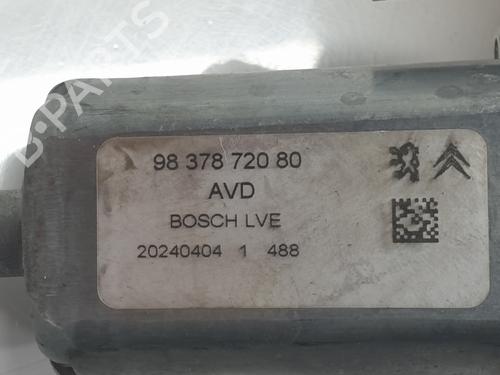 B-PARTS
98 378 720 80
AVD
BOSCH LVE
20240404 1 488